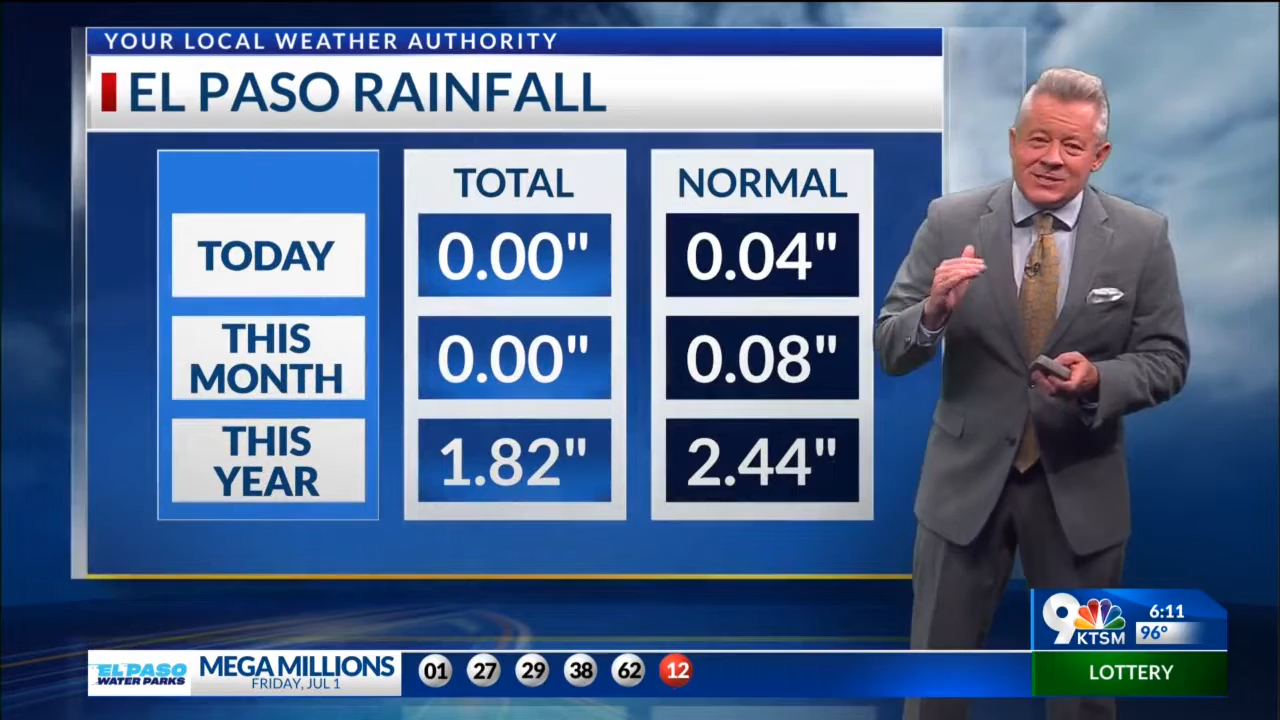 YOUR LOCAL WEATHER AUTHORITY
EL PASO RAINFALL
TOTAL
NORMAL
TODAY
0.00"
0.04"
THIS
MONTH
0.00"
0.08"
THIS
YEAR
1.82"
2.44"
9
KTSM
6:11
96°
EL PASO
WATER PARKS
MEGA MILLIONS
FRIDAY, JUL 1
01 27 29 38 62 12
LOTTERY